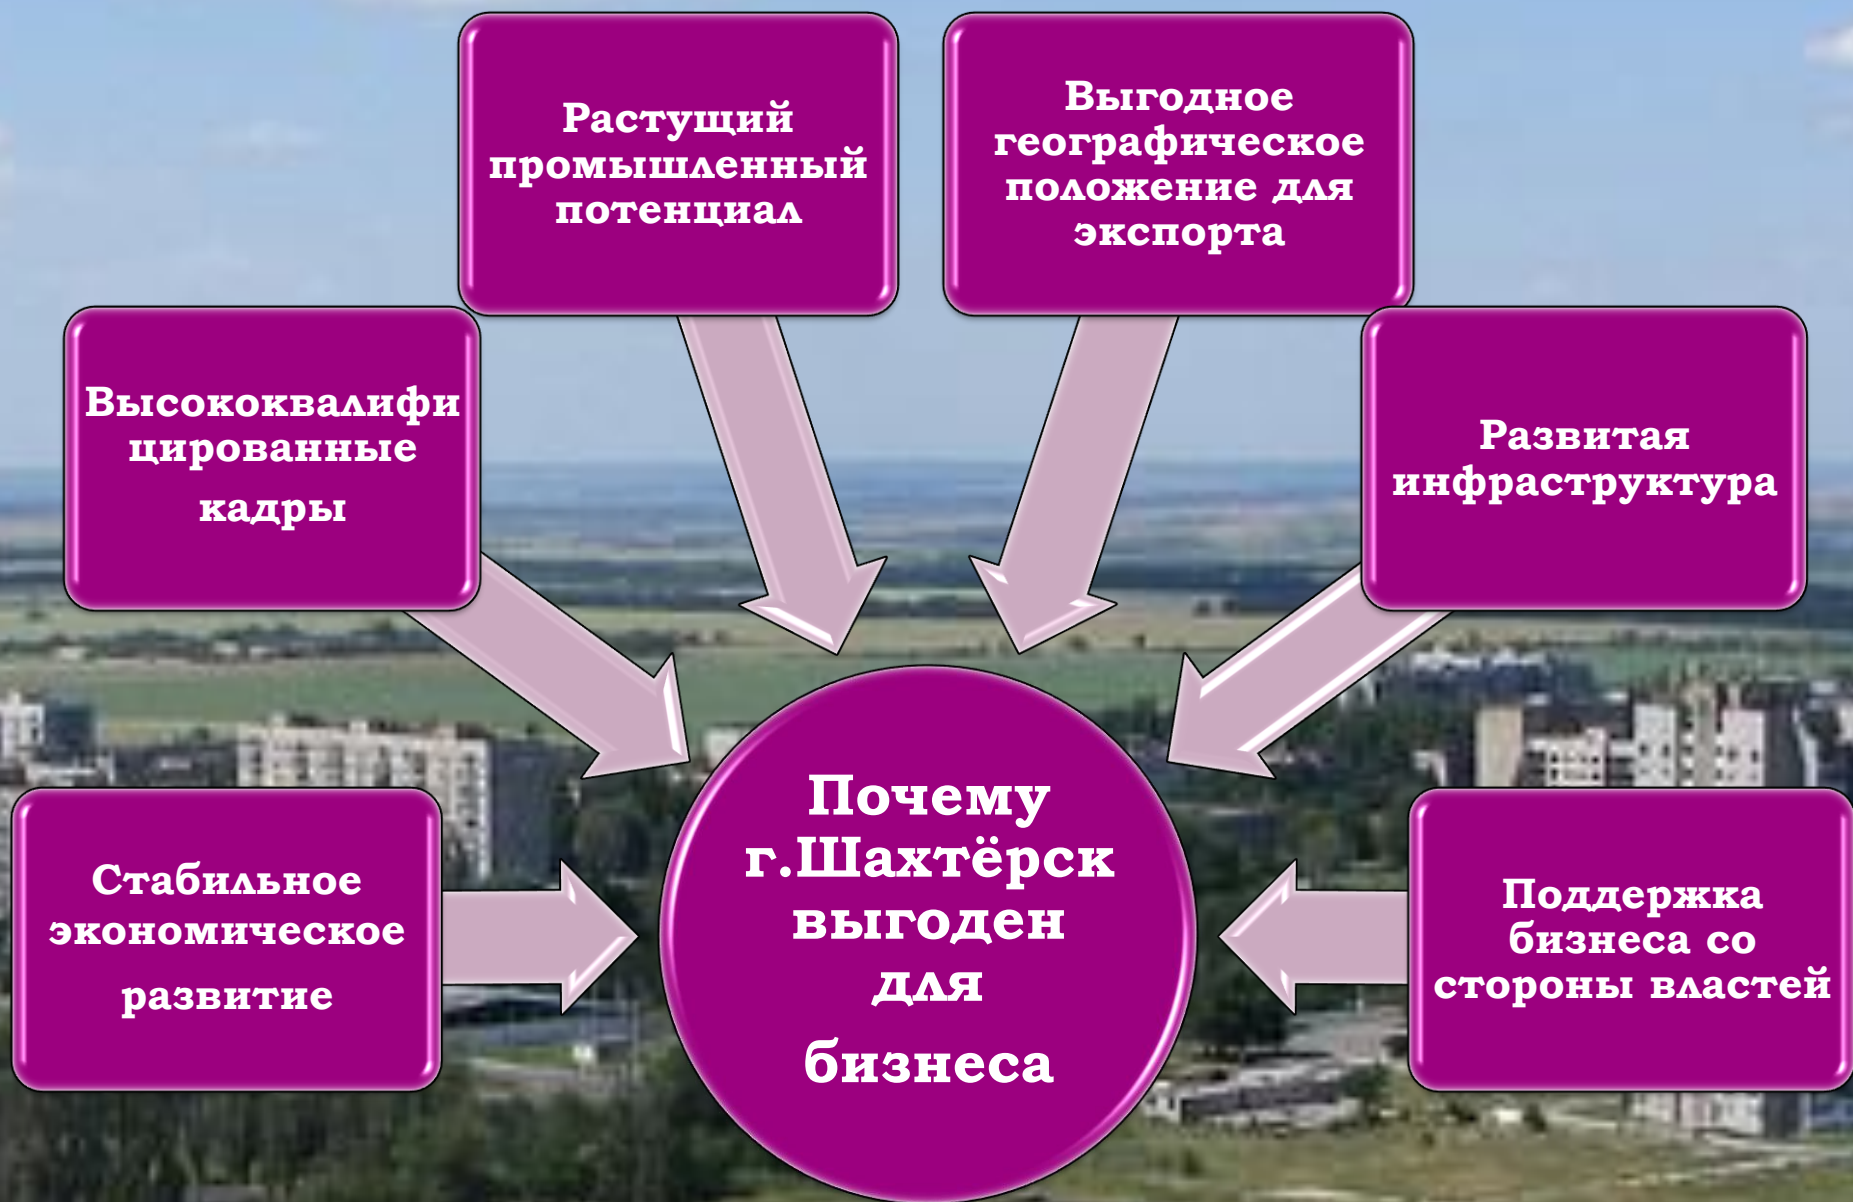 Растущий
промышленный
потенциал
Выгодное
географическое
положение для
экспорта
Высококвалифи
цированные
кадры
Развитая
инфраструктура
Стабильное
экономическое
развитие
Почему
г.Шахтёрск
выгоден
для
бизнеса
Поддержка
бизнеса со
стороны властей